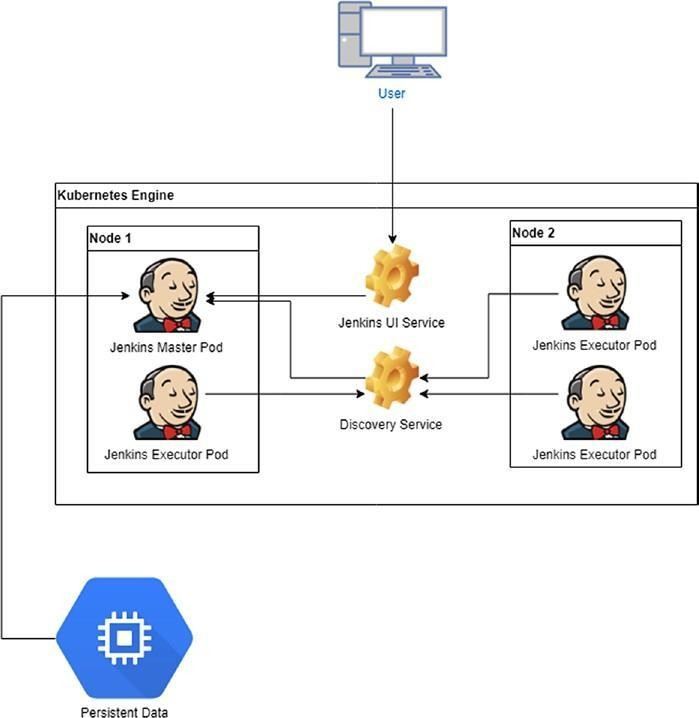 User
Kubernetes Engine
Node 1
Node 2
Jenkins Master Pod
Jenkins UI Service
Jenkins Executor Pod
Jenkins Executor Pod
Discovery Service
Jenkins Executor Pod
Persistent Data